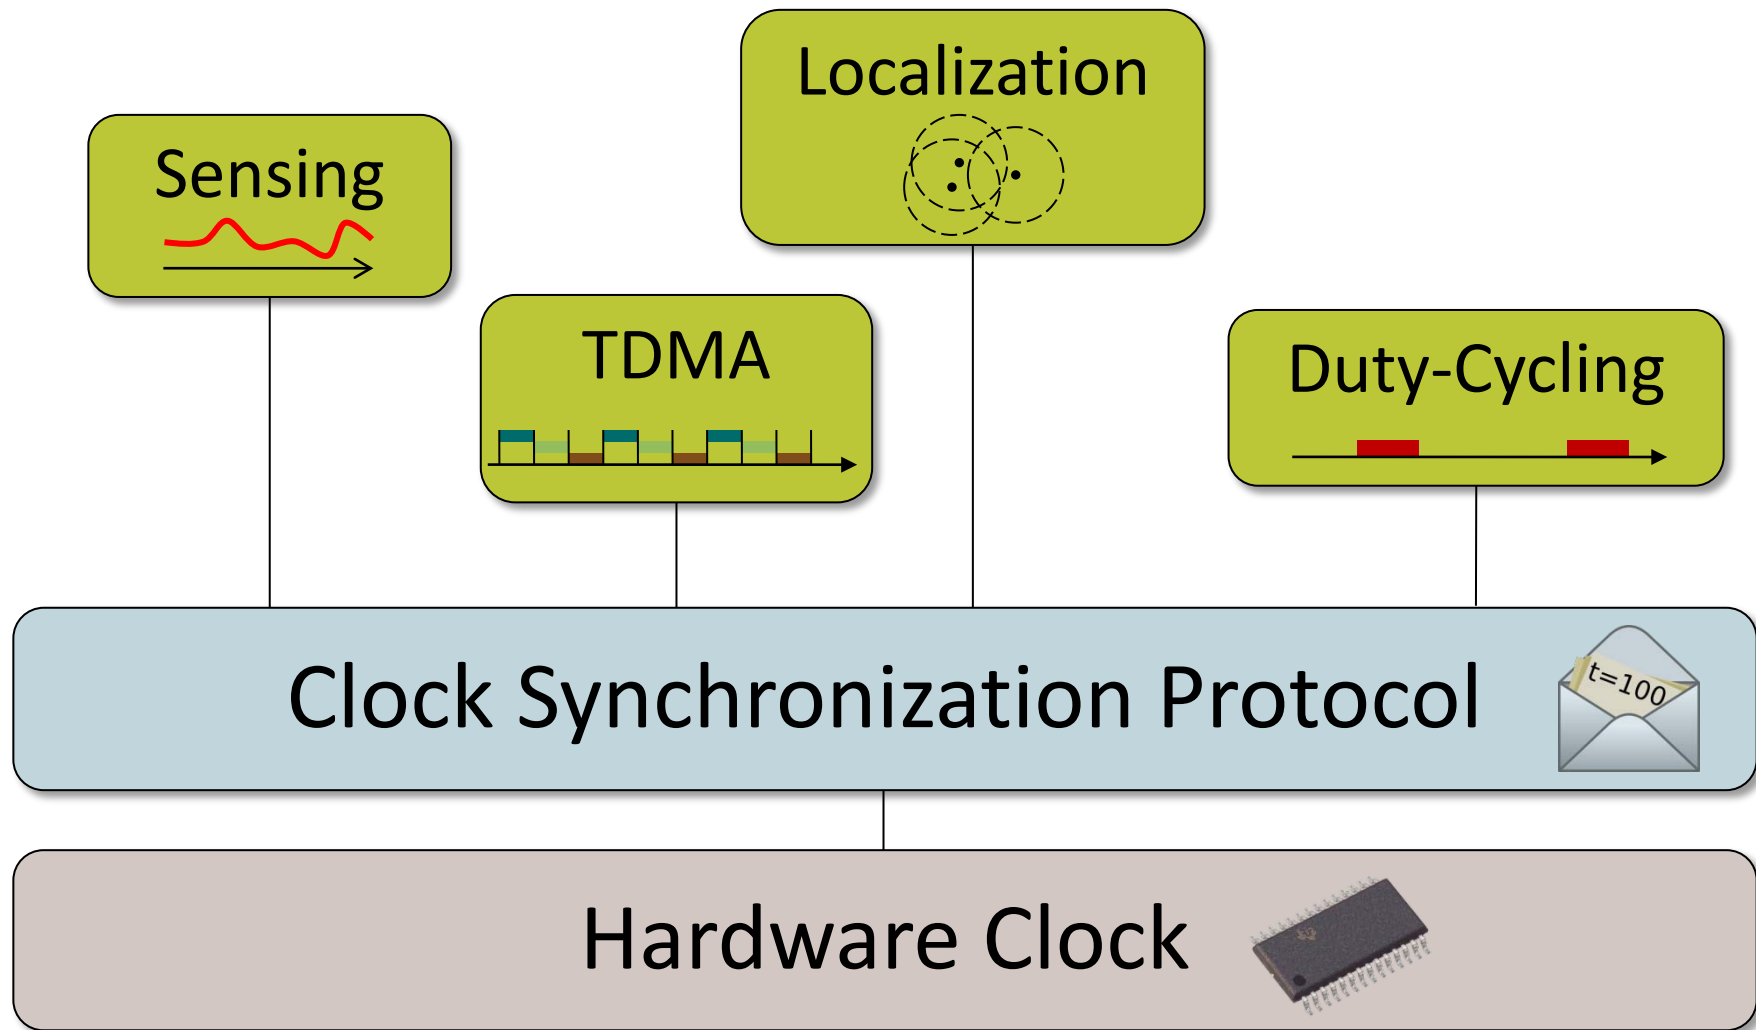 Localization
Sensing
TDMA
Duty-Cycling
Clock Synchronization Protocol
t=100
Hardware Clock